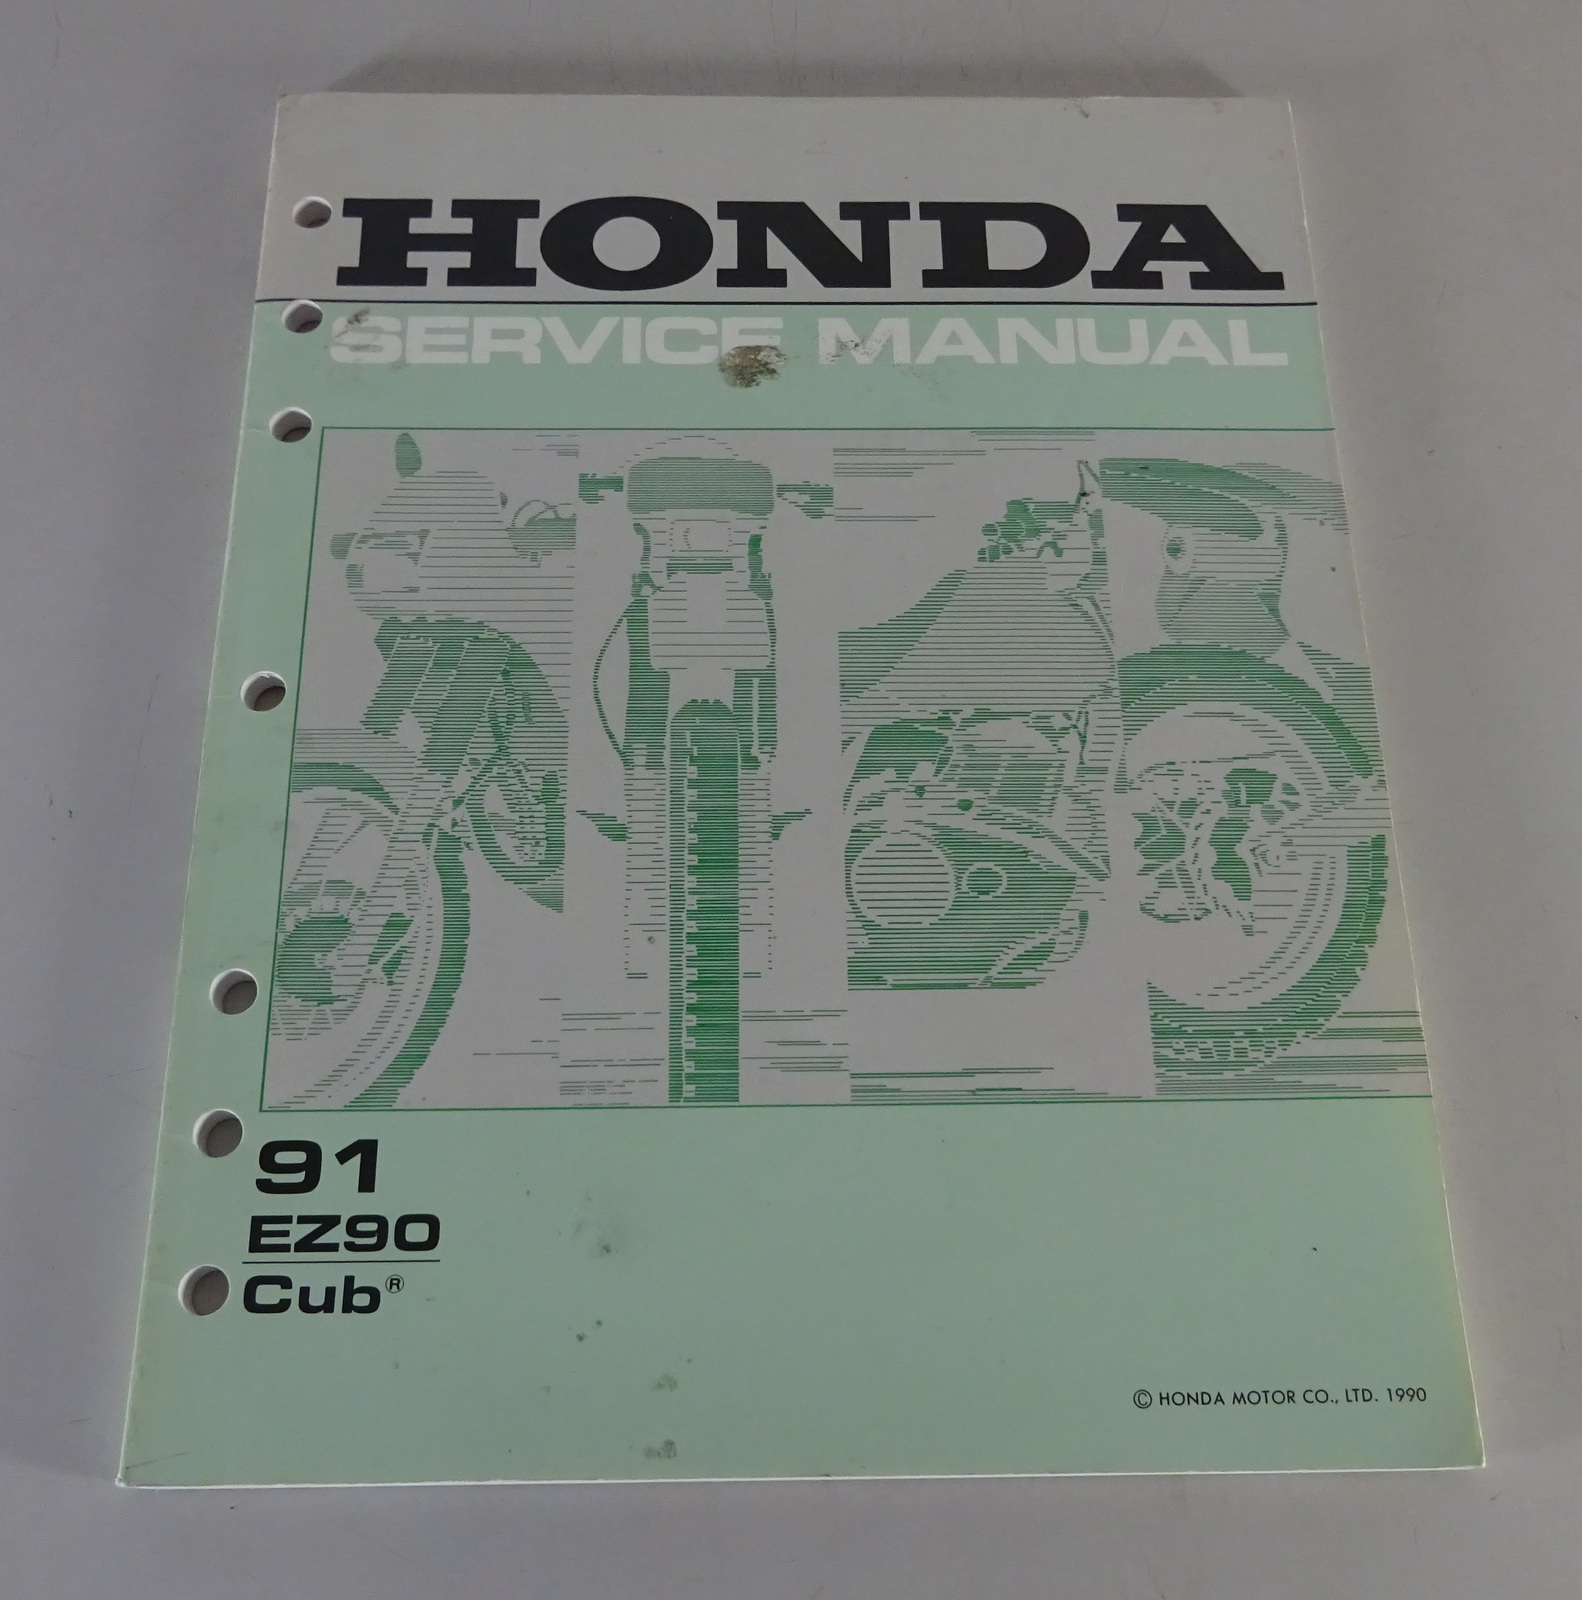 HONDA
SERVICE MANUAL
91
EZ90
Cub®
© HONDA MOTOR CO., LTD. 1990